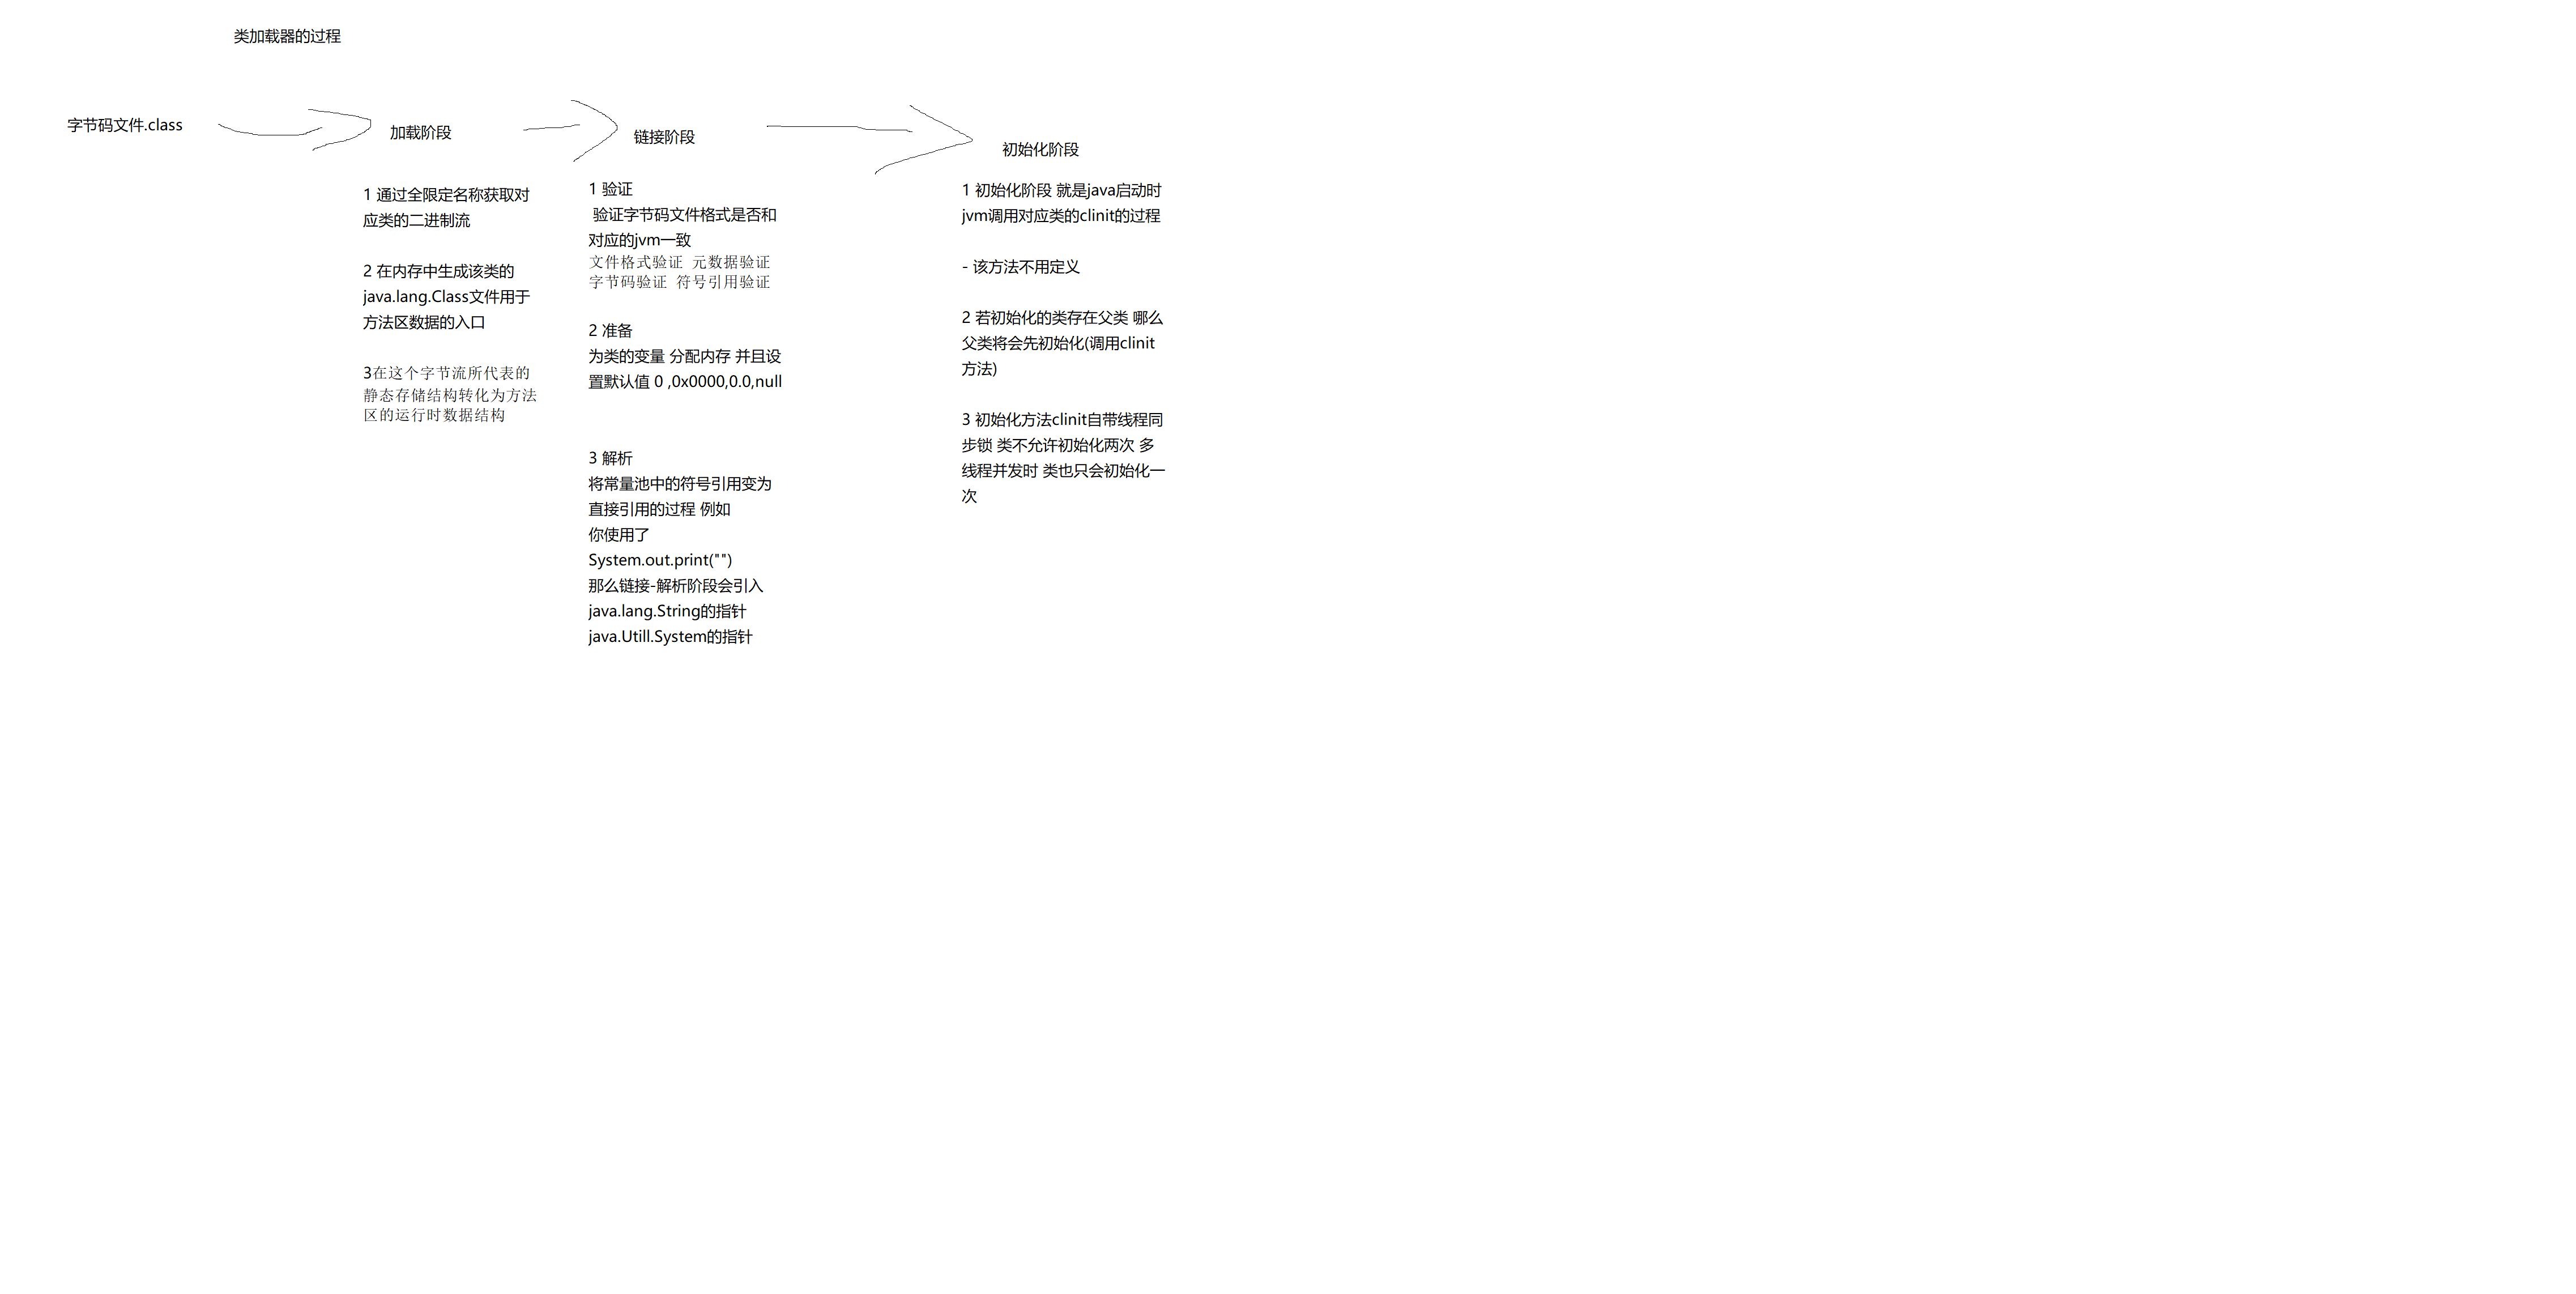 类加载器的过程
字节码文件.class
加载阶段
链接阶段
初始化阶段
1 通过全限定名称获取对
应类的二进制流
2 在内存中生成该类的
java.lang.Class文件用于
方法区数据的入口
3在这个字节流所代表的
静态存储结构转化为方法
区的运行时数据结构
1 验证
验证字节码文件格式是否和
对应的jvm一致
文件格式验证 元数据验证
字节码验证 符号引用验证
2 准备
为类的变量 分配内存 并且设
置默认值 0 ,0x0000,0.0,null
3 解析
将常量池中的符号引用变为
直接引用的过程 例如
你使用了
System.out.print("")
那么链接-解析阶段会引入
java.lang.String的指针
java.Utill.System的指针
1 初始化阶段 就是java启动时
jvm调用对应类的clinit的过程
- 该方法不用定义
2 若初始化的类存在父类 哪么
父类将会先初始化(调用clinit
方法)
3 初始化方法clinit自带线程同
步锁 类不允许初始化两次 多
线程并发时 类也只会初始化一
次